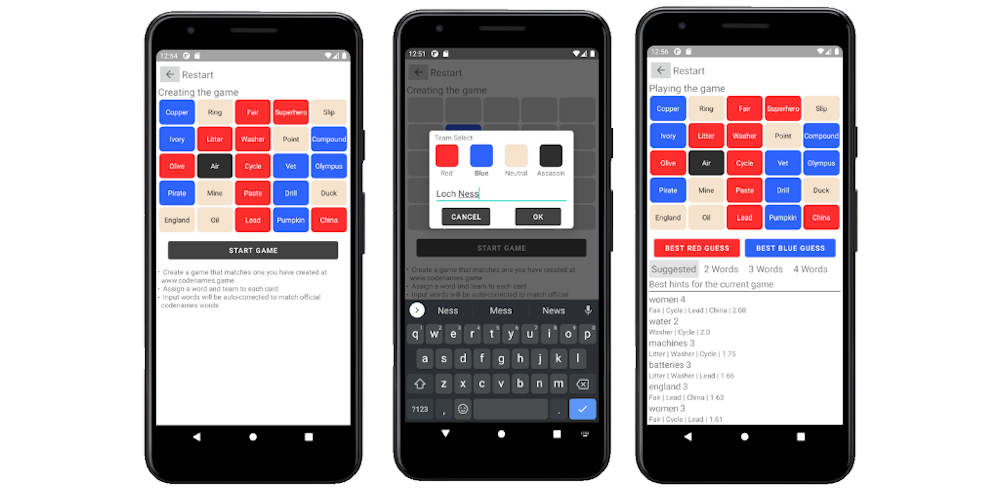 12:54
Restart
Creating the game
Copper Ring Fair Superhero Slip
Ivory Litter Washer Point Compound
Olive Air Cycle Vet Olympus
Pirate Mine Paste Drill Duck
England Oil Lead Pumpkin China
START GAME
• Create a game that matches one you have created at
www.codenames.game
• Assign a word and team to each card
• Input words will be auto-corrected to match official
codenames words
12:51
Restart
Creating the game
Team Select
Red Blue Neutral Assassin
Loch Ness
CANCEL OK
START GAME
• Create a game that matches one you have created at
www.codenames.game
• Assign a word and team to each card
• Input words will be auto-corrected to match official
Ness Mess News
q 1 w 2 e 3 r 4 t 5 y 6 u 7 i 8 o 9 p 0
a s d f g h j k l
z x c v b n m
?123 , .
12:56
Restart
Playing the game
Copper Ring Fair Superhero Slip
Ivory Litter Washer Point Compound
Olive Air Cycle Vet Olympus
Pirate Mine Paste Drill Duck
England Oil Lead Pumpkin China
BEST RED GUESS BEST BLUE GUESS
Suggested 2 Words 3 Words 4 Words
Best hints for the current game
women 4
Fair | Cycle | Lead | China | 2.08
water 2
Washer | Cycle | 2.0
machines 3
Litter | Washer | Cycle | 1.75
batteries 3
Litter | Washer | Lead | 1.66
england 3
Fair | Lead | China | 1.63
women 3
Fair | Cycle | Lead | 1.61